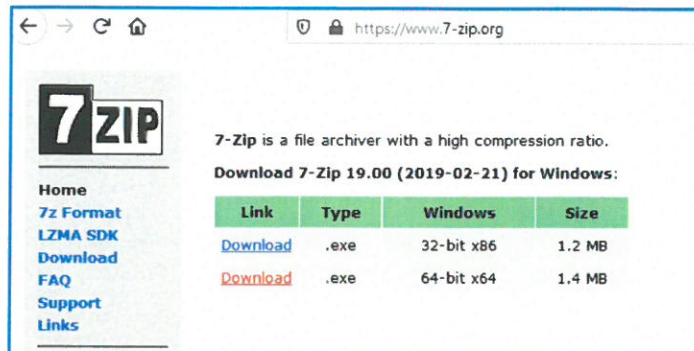 https://www.7-zip.org
7 ZIP
7-Zip is a file archiver with a high compression ratio.
Download 7-Zip 19.00 (2019-02-21) for Windows:
Link Type Windows Size
Download .exe 32-bit x86 1.2 MB
Download .exe 64-bit x64 1.4 MB
Home
7z Format
LZMA SDK
Download
FAQ
Support
Links